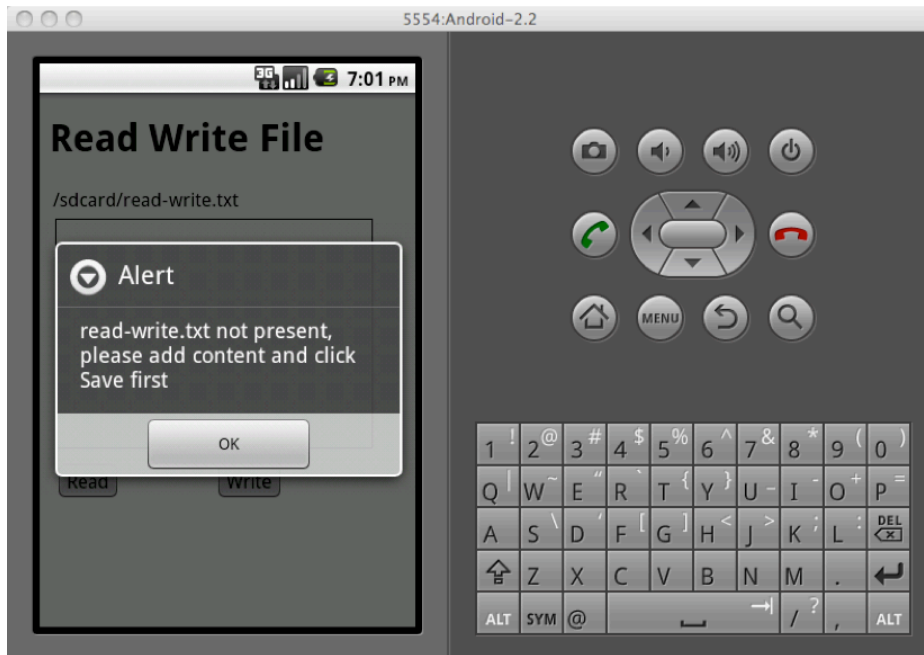 5554:Android-2.2
3G 7:01 PM
Read Write File
/sdcard/read-write.txt
Alert
read-write.txt not present,
please add content and click
Save first
OK
Read Write
MENU
1 ! 2 @ 3 # 4 $ 5 % 6 ^ 7 & 8 * 9 ( 0 )
Q | W ~ E " R ` T { Y } U _ I - O + P =
A S \ D ' F [ G ] H < J > K ; L : DEL
Z X C V B N M .
ALT SYM @ / ? , ALT